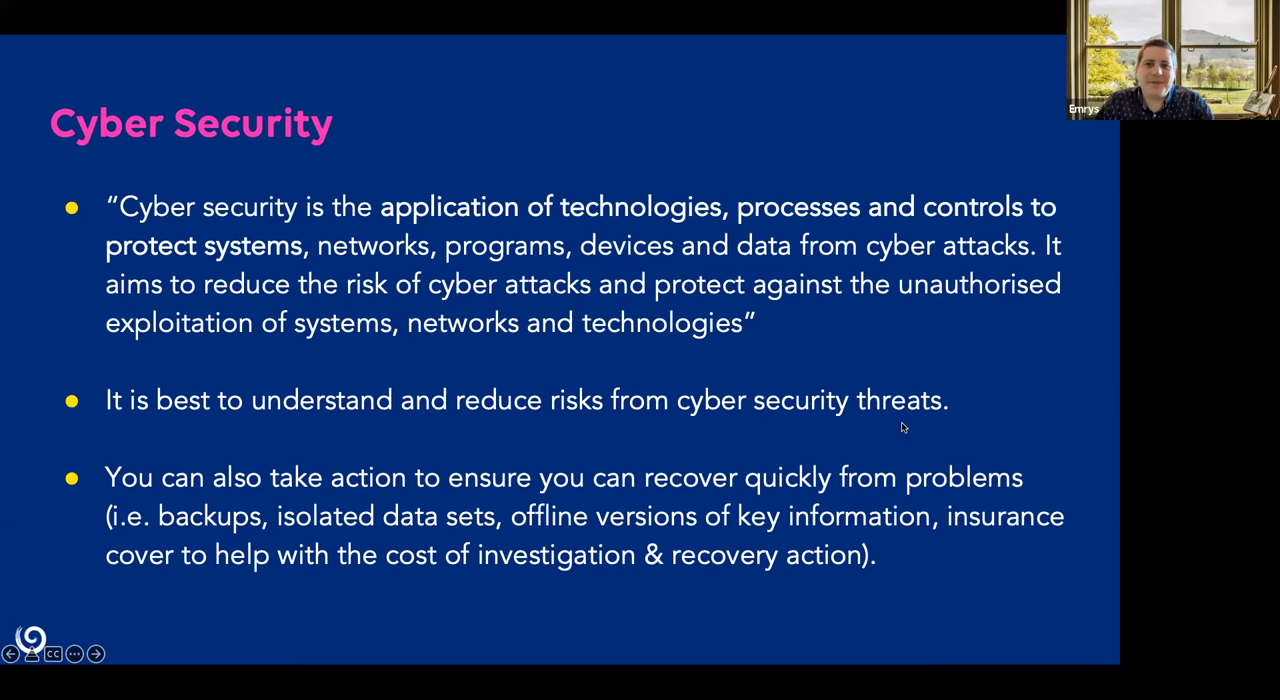 Emrys
Cyber Security
“Cyber security is the application of technologies, processes and controls to
protect systems, networks, programs, devices and data from cyber attacks. It
aims to reduce the risk of cyber attacks and protect against the unauthorised
exploitation of systems, networks and technologies”
It is best to understand and reduce risks from cyber security threats.
You can also take action to ensure you can recover quickly from problems
(i.e. backups, isolated data sets, offline versions of key information, insurance
cover to help with the cost of investigation & recovery action).
CC